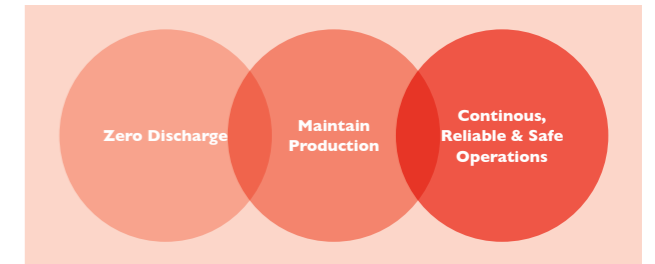 Zero Discharge
Maintain
Production
Continous,
Reliable & Safe
Operations